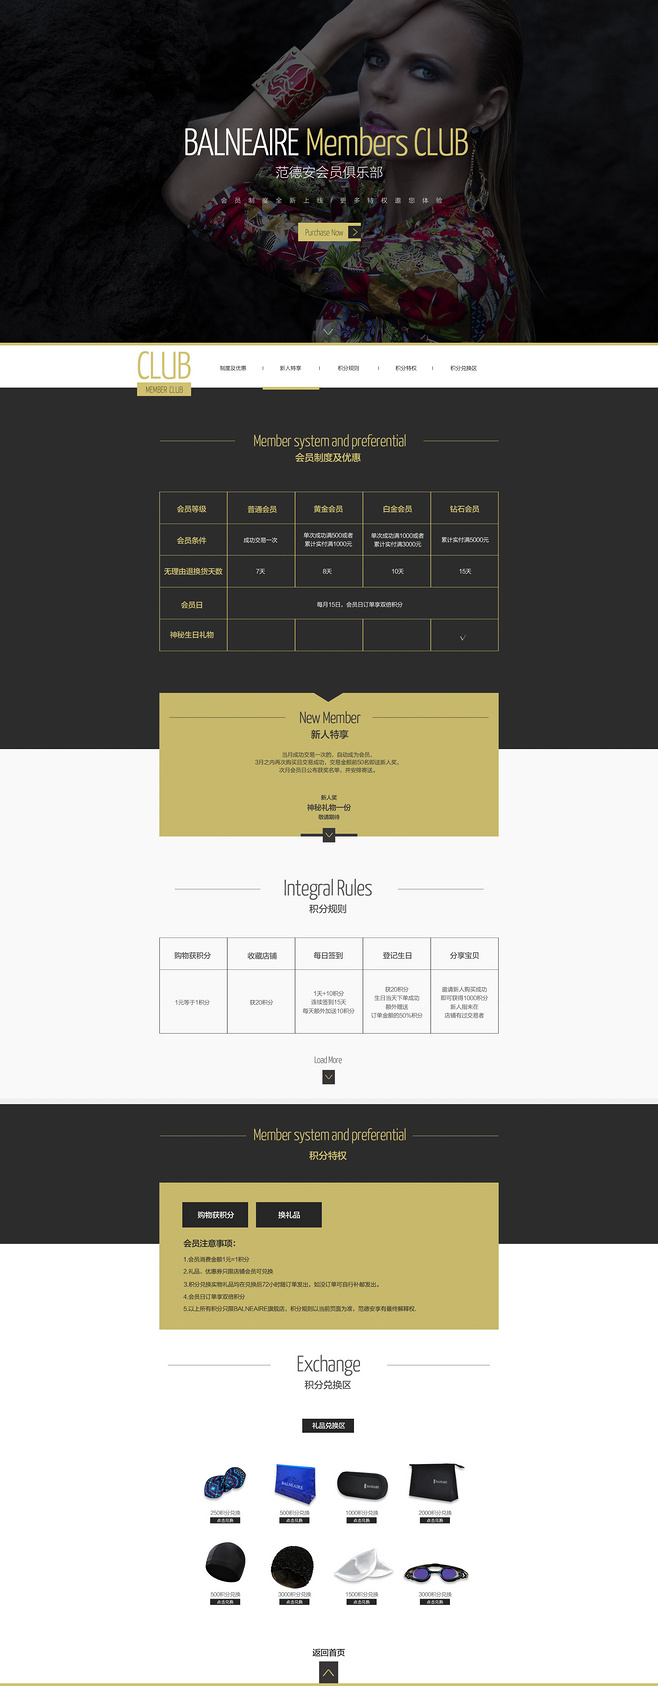 BALNEAIRE Members CLUB
范德安会员俱乐部
会员制度全新上线/更多特权邀您体验
Purchase Now
CLUB
MEMBER CLUB
制度及优惠
新人特享
积分规则
积分特权
积分兑换区
Member system and preferential
会员制度及优惠
会员等级 普通会员 黄金会员 白金会员 钻石会员
会员条件 成功交易一次 单次成功满500或者 累计实付满1000元 单次成功满1000或者 累计实付满3000元 累计实付满5000元
无理由退换货天数 7天 8天 10天 15天
会员日 每月15日，会员日订单享双倍积分
神秘生日礼物 √
New Member
新人特享
当月成功交易一次的，自动成为会员，
3月之内再次购买且交易成功，交易金额前50名即送新人奖，
次月会员日公布获奖名单，并安排寄送。
新人奖
神秘礼物一份
敬请期待
Integral Rules
积分规则
购物获积分 收藏店铺 每日签到 登记生日 分享宝贝
1元等于1积分
获20积分
1天+10积分
连续签到15天
每天额外加送10积分
获20积分
生日当天下单成功
额外赠送
订单金额的50%积分
邀请新人购买成功
即可获得1000积分
新人指未在
店铺有过交易者
Load More
Member system and preferential
积分特权
购物获积分
换礼品
会员注意事项：
1.会员消费金额1元=1积分
2.礼品、优惠券只限店铺会员可兑换
3.积分兑换实物礼品均在兑换后72小时随订单发出，如没订单可自行补邮发出。
4.会员日订单享双倍积分
5.以上所有积分只限BALNEAIRE旗舰店，积分规则以当前页面为准，范德安享有最终解释权.
Exchange
积分兑换区
礼品兑换区
BALNEAIRE
250积分兑换 500积分兑换 1000积分兑换 2000积分兑换
点击兑换 点击兑换 点击兑换 点击兑换
500积分兑换 3000积分兑换 1500积分兑换 3000积分兑换
点击兑换 点击兑换 点击兑换 点击兑换
返回首页